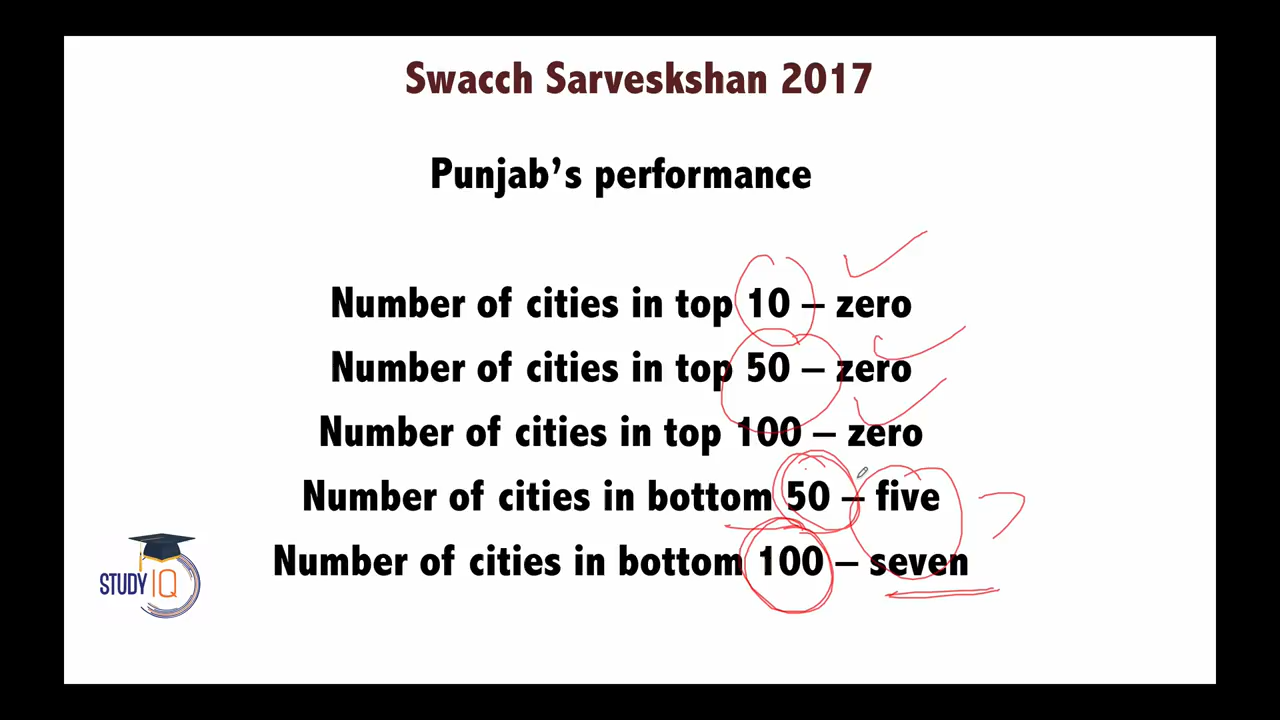 Swacch Sarveskshan 2017
Punjab’s performance
Number of cities in top 10 – zero
Number of cities in top 50 – zero
Number of cities in top 100 – zero
Number of cities in bottom 50 – five
Number of cities in bottom 100 – seven
STUDY IQ